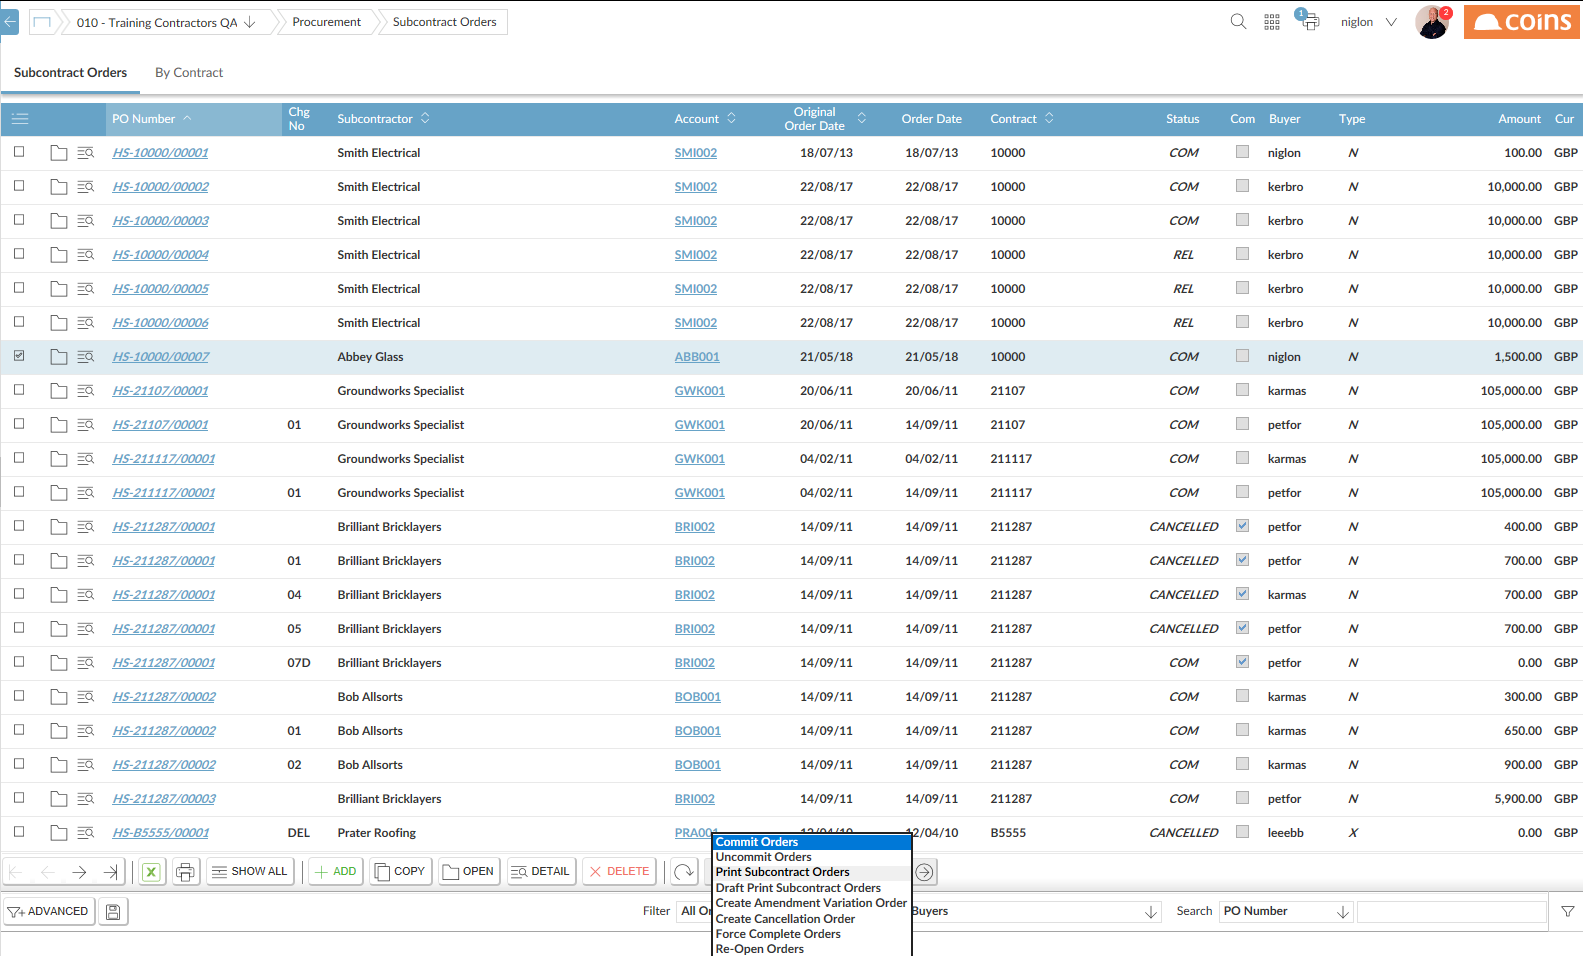 010 - Training Contractors QA
Procurement
Subcontract Orders
1
niglon
2
coins
Subcontract Orders
By Contract
PO Number
Chg No
Subcontractor
Account
Original Order Date
Order Date
Contract
Status
Com
Buyer
Type
Amount
Cur
HS-10000/00001 Smith Electrical SMI002 18/07/13 18/07/13 10000 COM niglon N 100.00 GBP
HS-10000/00002 Smith Electrical SMI002 22/08/17 22/08/17 10000 COM kerbro N 10,000.00 GBP
HS-10000/00003 Smith Electrical SMI002 22/08/17 22/08/17 10000 COM kerbro N 10,000.00 GBP
HS-10000/00004 Smith Electrical SMI002 22/08/17 22/08/17 10000 REL kerbro N 10,000.00 GBP
HS-10000/00005 Smith Electrical SMI002 22/08/17 22/08/17 10000 REL kerbro N 10,000.00 GBP
HS-10000/00006 Smith Electrical SMI002 22/08/17 22/08/17 10000 REL kerbro N 10,000.00 GBP
HS-10000/00007 Abbey Glass ABB001 21/05/18 21/05/18 10000 COM niglon N 1,500.00 GBP
HS-21107/00001 Groundworks Specialist GWK001 20/06/11 20/06/11 21107 COM karmas N 105,000.00 GBP
HS-21107/00001 01 Groundworks Specialist GWK001 20/06/11 14/09/11 21107 COM petfor N 105,000.00 GBP
HS-211117/00001 Groundworks Specialist GWK001 04/02/11 04/02/11 211117 COM karmas N 105,000.00 GBP
HS-211117/00001 01 Groundworks Specialist GWK001 04/02/11 14/09/11 211117 COM petfor N 105,000.00 GBP
HS-211287/00001 Brilliant Bricklayers BRI002 14/09/11 14/09/11 211287 CANCELLED petfor N 400.00 GBP
HS-211287/00001 01 Brilliant Bricklayers BRI002 14/09/11 14/09/11 211287 CANCELLED petfor N 700.00 GBP
HS-211287/00001 04 Brilliant Bricklayers BRI002 14/09/11 14/09/11 211287 CANCELLED karmas N 700.00 GBP
HS-211287/00001 05 Brilliant Bricklayers BRI002 14/09/11 14/09/11 211287 CANCELLED petfor N 700.00 GBP
HS-211287/00001 07D Brilliant Bricklayers BRI002 14/09/11 14/09/11 211287 COM petfor N 0.00 GBP
HS-211287/00002 Bob Allsorts BOB001 14/09/11 14/09/11 211287 COM karmas N 300.00 GBP
HS-211287/00002 01 Bob Allsorts BOB001 14/09/11 14/09/11 211287 COM karmas N 650.00 GBP
HS-211287/00002 02 Bob Allsorts BOB001 14/09/11 14/09/11 211287 COM karmas N 900.00 GBP
HS-211287/00003 Brilliant Bricklayers BRI002 14/09/11 14/09/11 211287 COM petfor N 5,900.00 GBP
HS-B5555/00001 DEL Prater Roofing PRA001 12/04/10 B5555 CANCELLED leeebb X 0.00 GBP
Commit Orders
Uncommit Orders
Print Subcontract Orders
Draft Print Subcontract Orders
Create Amendment Variation Order
Create Cancellation Order
Force Complete Orders
Re-Open Orders
SHOW ALL
ADD
COPY
OPEN
DETAIL
DELETE
ADVANCED
Filter
All
Buyers
Search
PO Number